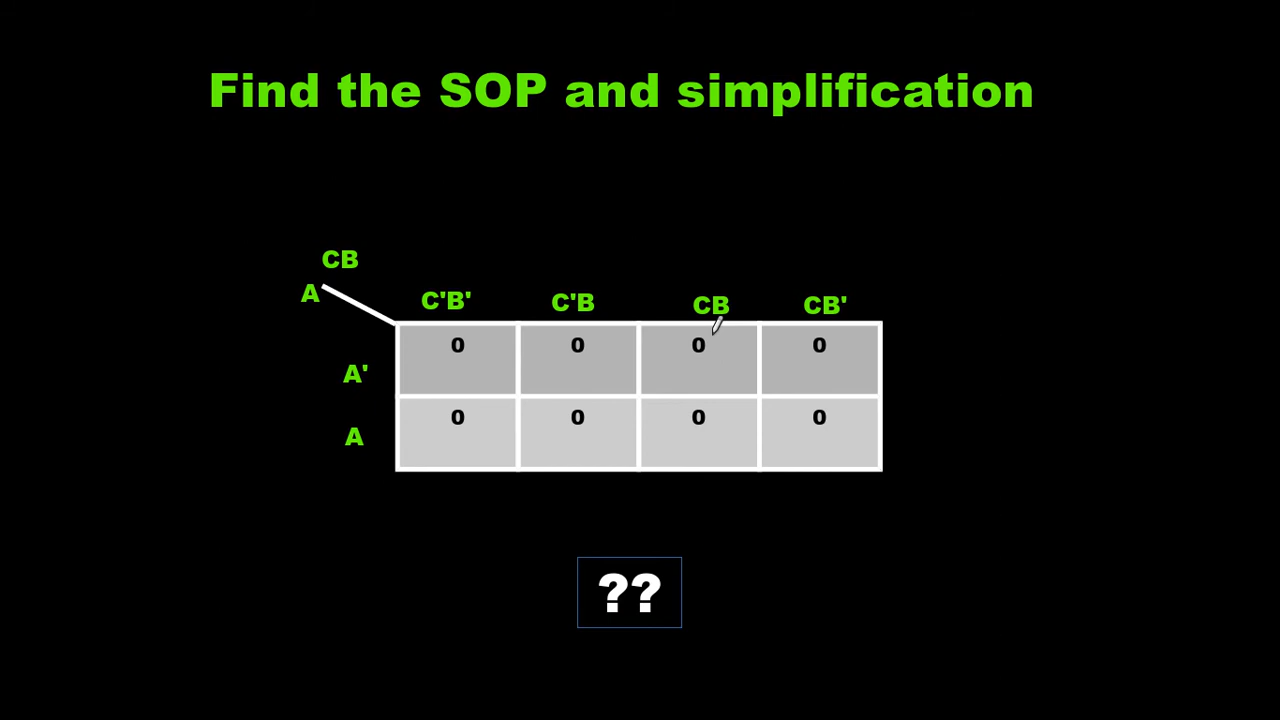 Find the SOP and simplification
CB
A
C'B' C'B CB CB'
A' 0 0 0 0
A 0 0 0 0
??